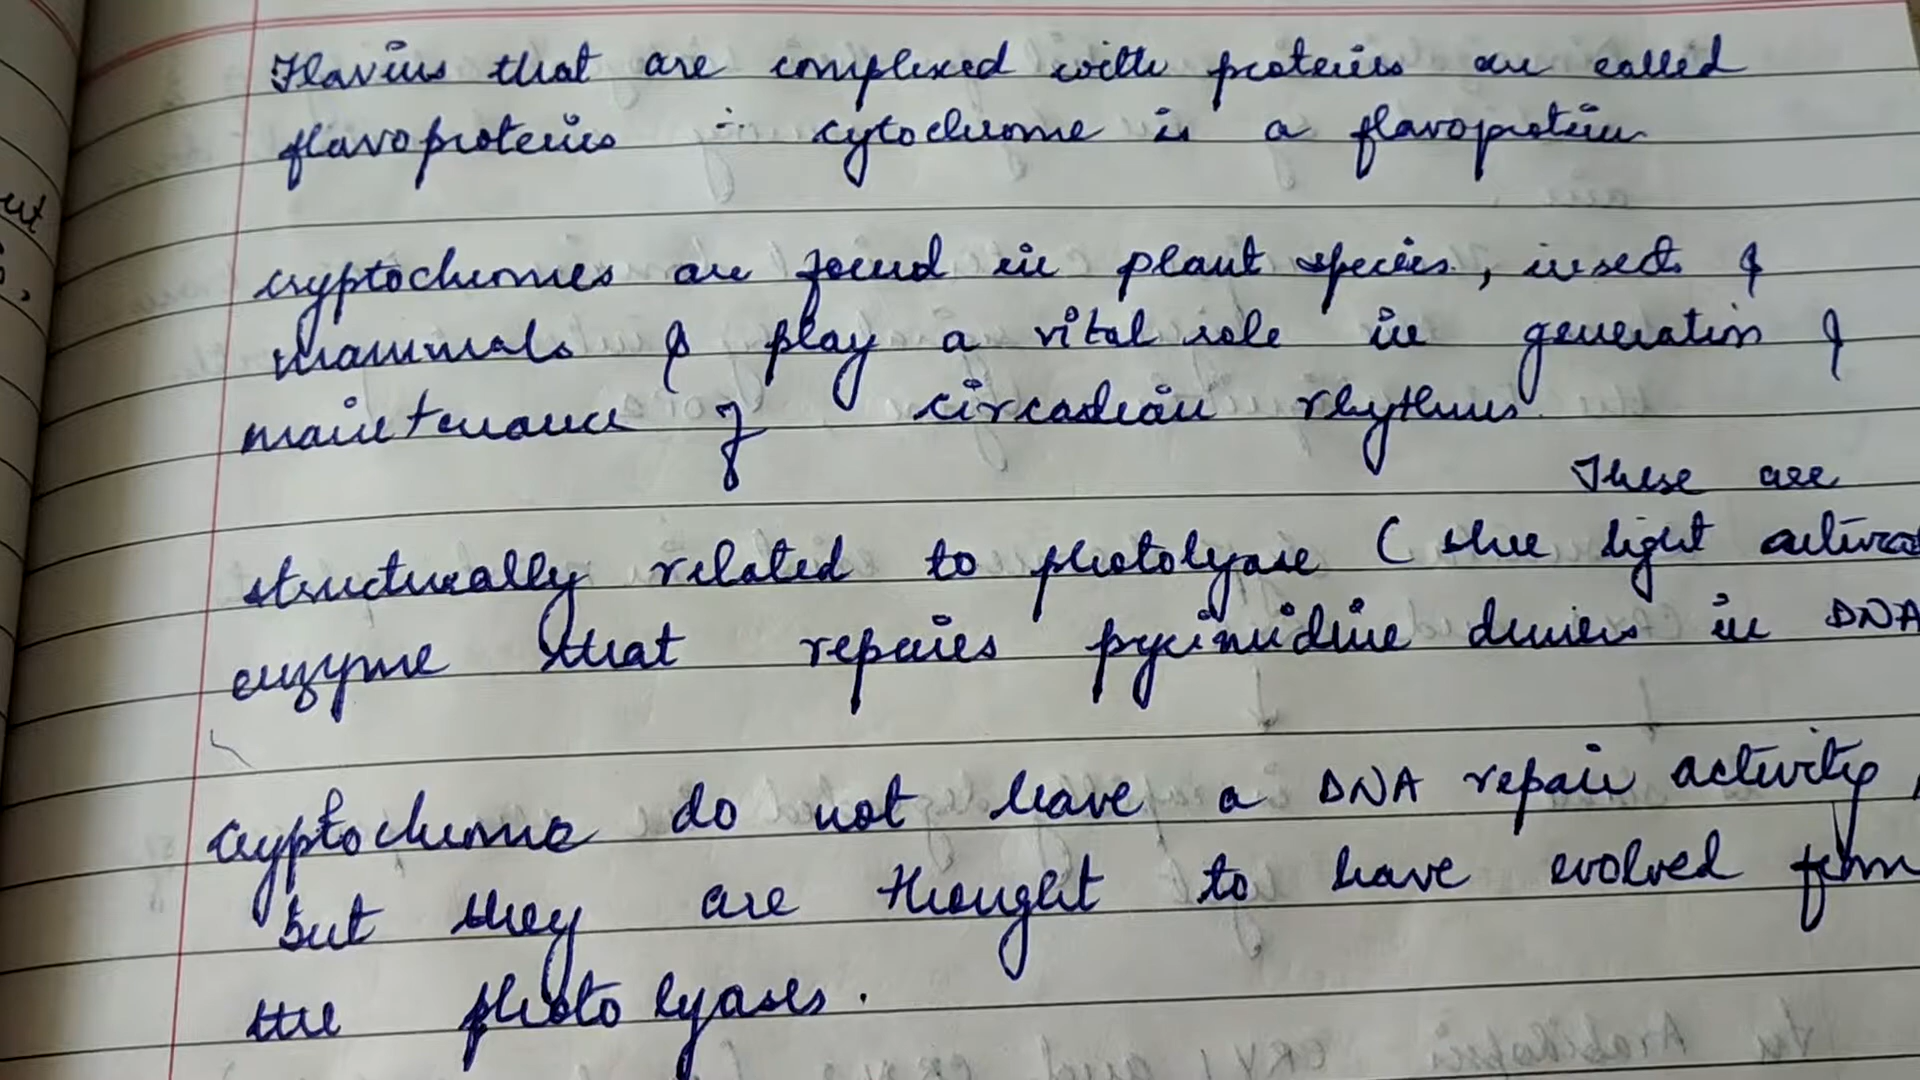 Flavins that are complexed with proteins are called
flavoproteins ∴ cytochrome is a flavoprotein
cryptochromes are found in plant species, insects &
mammals & play a vital role in generation &
maintenance of circadian rhythms.
These are
structurally related to photolyase ( blue light activat
enzyme that repairs pyrimidine dimers in DNA
cryptochrome do not have a DNA repair activity
but they are thought to have evolved from
the photolyases.